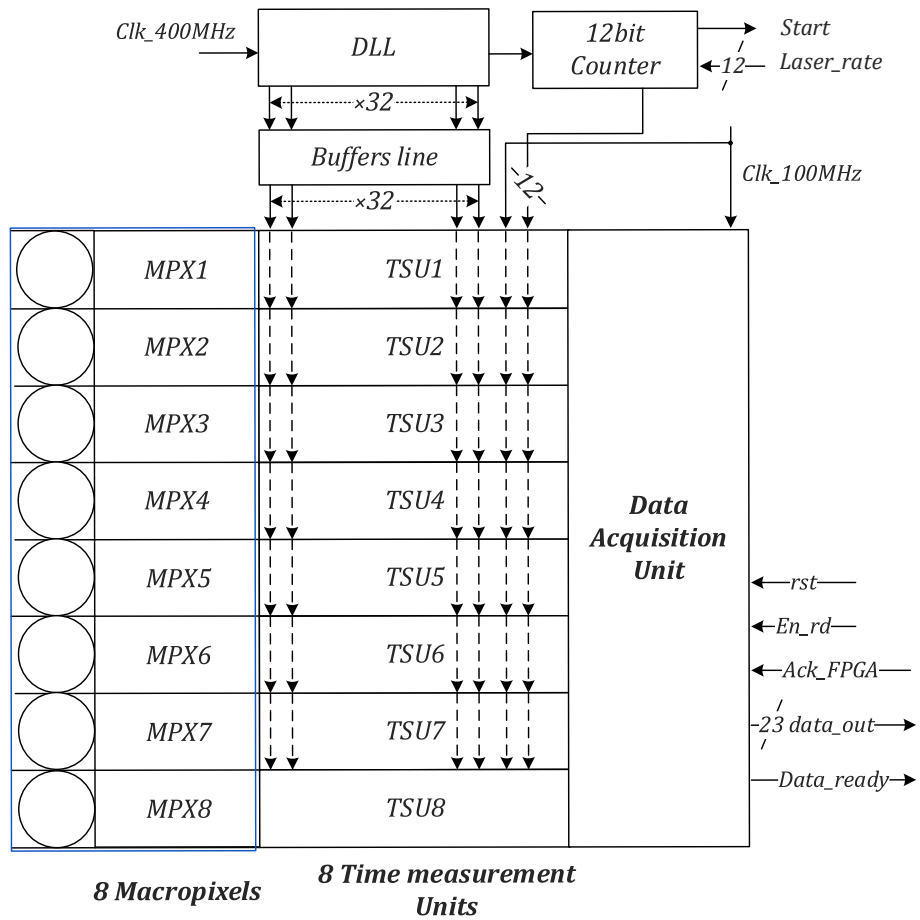 Clk_400MHz
DLL
12bit
Counter
Start
12
Laser_rate
×32
Buffers line
×32
12
Clk_100MHz
MPX1
TSU1
MPX2
TSU2
MPX3
TSU3
MPX4
TSU4
MPX5
TSU5
MPX6
TSU6
MPX7
TSU7
MPX8
TSU8
Data
Acquisition
Unit
rst
En_rd
Ack_FPGA
23 data_out
Data_ready
8 Macropixels
8 Time measurement
Units